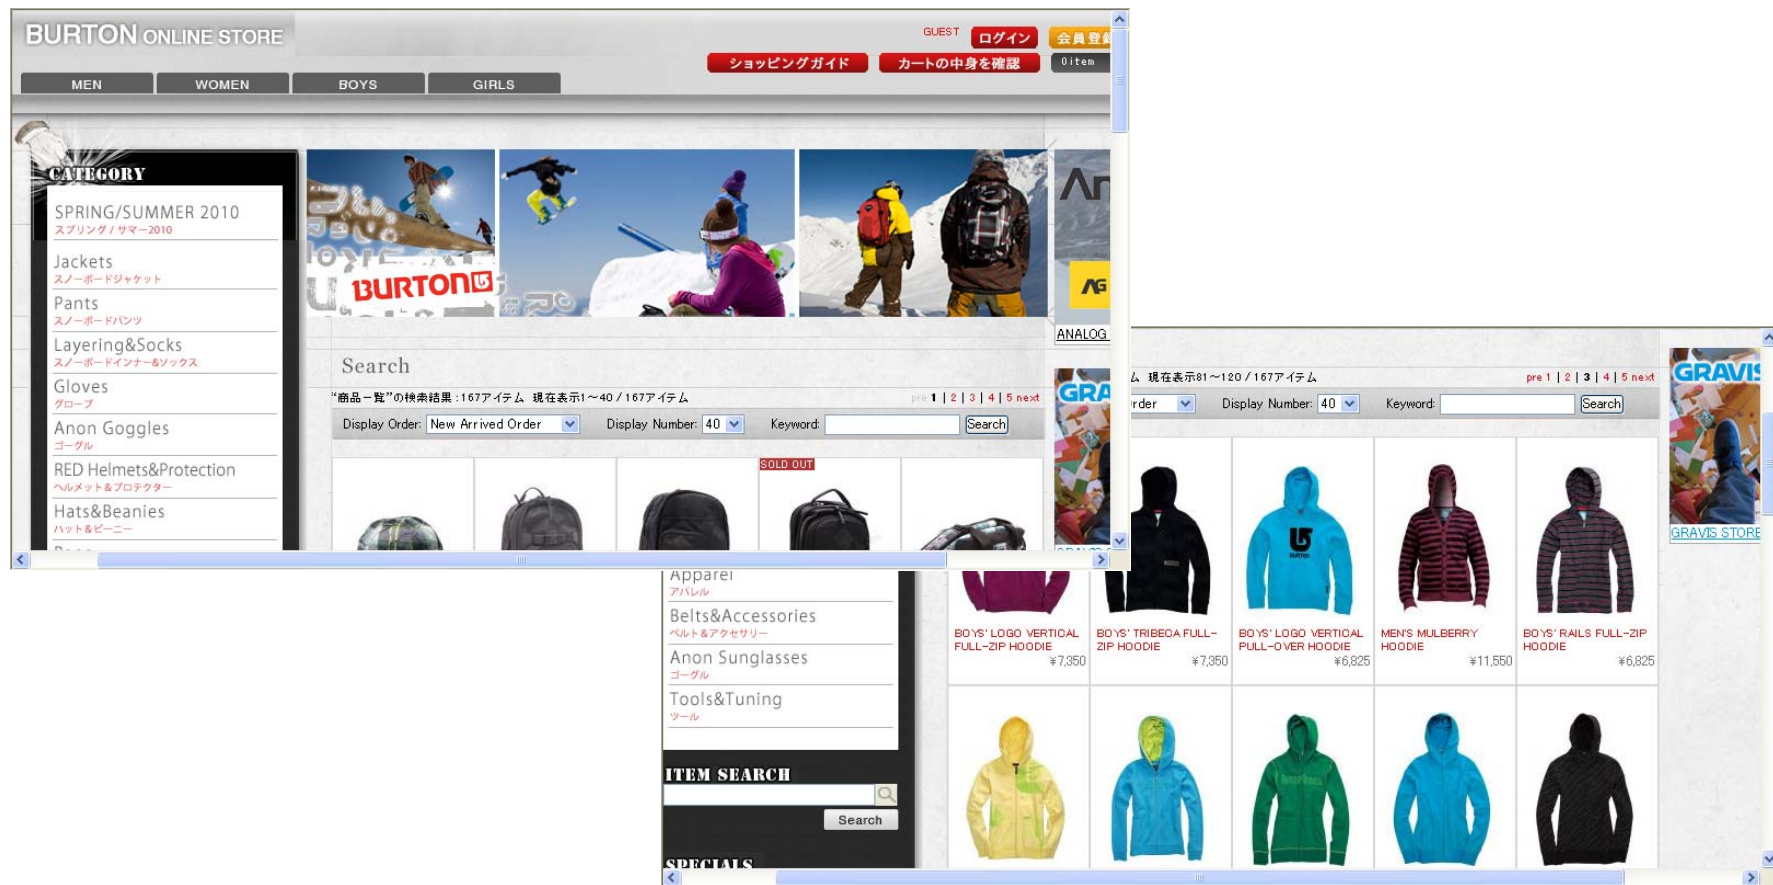 BURTON ONLINE STORE
GUEST
ログイン
会員登録
ショッピングガイド
カートの中身を確認
0item
MEN
WOMEN
BOYS
GIRLS
CATEGORY
SPRING/SUMMER 2010
スプリング / サマー2010
Jackets
スノーボードジャケット
Pants
スノーボードパンツ
Layering&Socks
スノーボードインナー&ソックス
Gloves
グローブ
Anon Goggles
ゴーグル
RED Helmets&Protection
ヘルメット&プロテクター
Hats&Beanies
ハット&ビーニー
BURTON
An
AG
ANALOG
Search
"商品一覧"の検索結果 :167アイテム 現在表示1～40 / 167アイテム
pre 1 | 2 | 3 | 4 | 5 next
Display Order: New Arrived Order
Display Number: 40
Keyword:
Search
GRA
SOLD OUT
ム 現在表示81～120 / 167アイテム
pre 1 | 2 | 3 | 4 | 5 next
rder
Display Number: 40
Keyword:
Search
GRAVIS
GRAVIS STORE
Apparel
アパレル
Belts&Accessories
ベルト&アクセサリー
Anon Sunglasses
ゴーグル
Tools&Tuning
ツール
ITEM SEARCH
Search
SPECIALS
BURTON
BOYS' LOGO VERTICAL
FULL-ZIP HOODIE
¥7,350
BOYS' TRIBECA FULL-
ZIP HOODIE
¥7,350
BOYS' LOGO VERTICAL
PULL-OVER HOODIE
¥6,825
MEN'S MULBERRY
HOODIE
¥11,550
BOYS' RAILS FULL-ZIP
HOODIE
¥6,825
burton